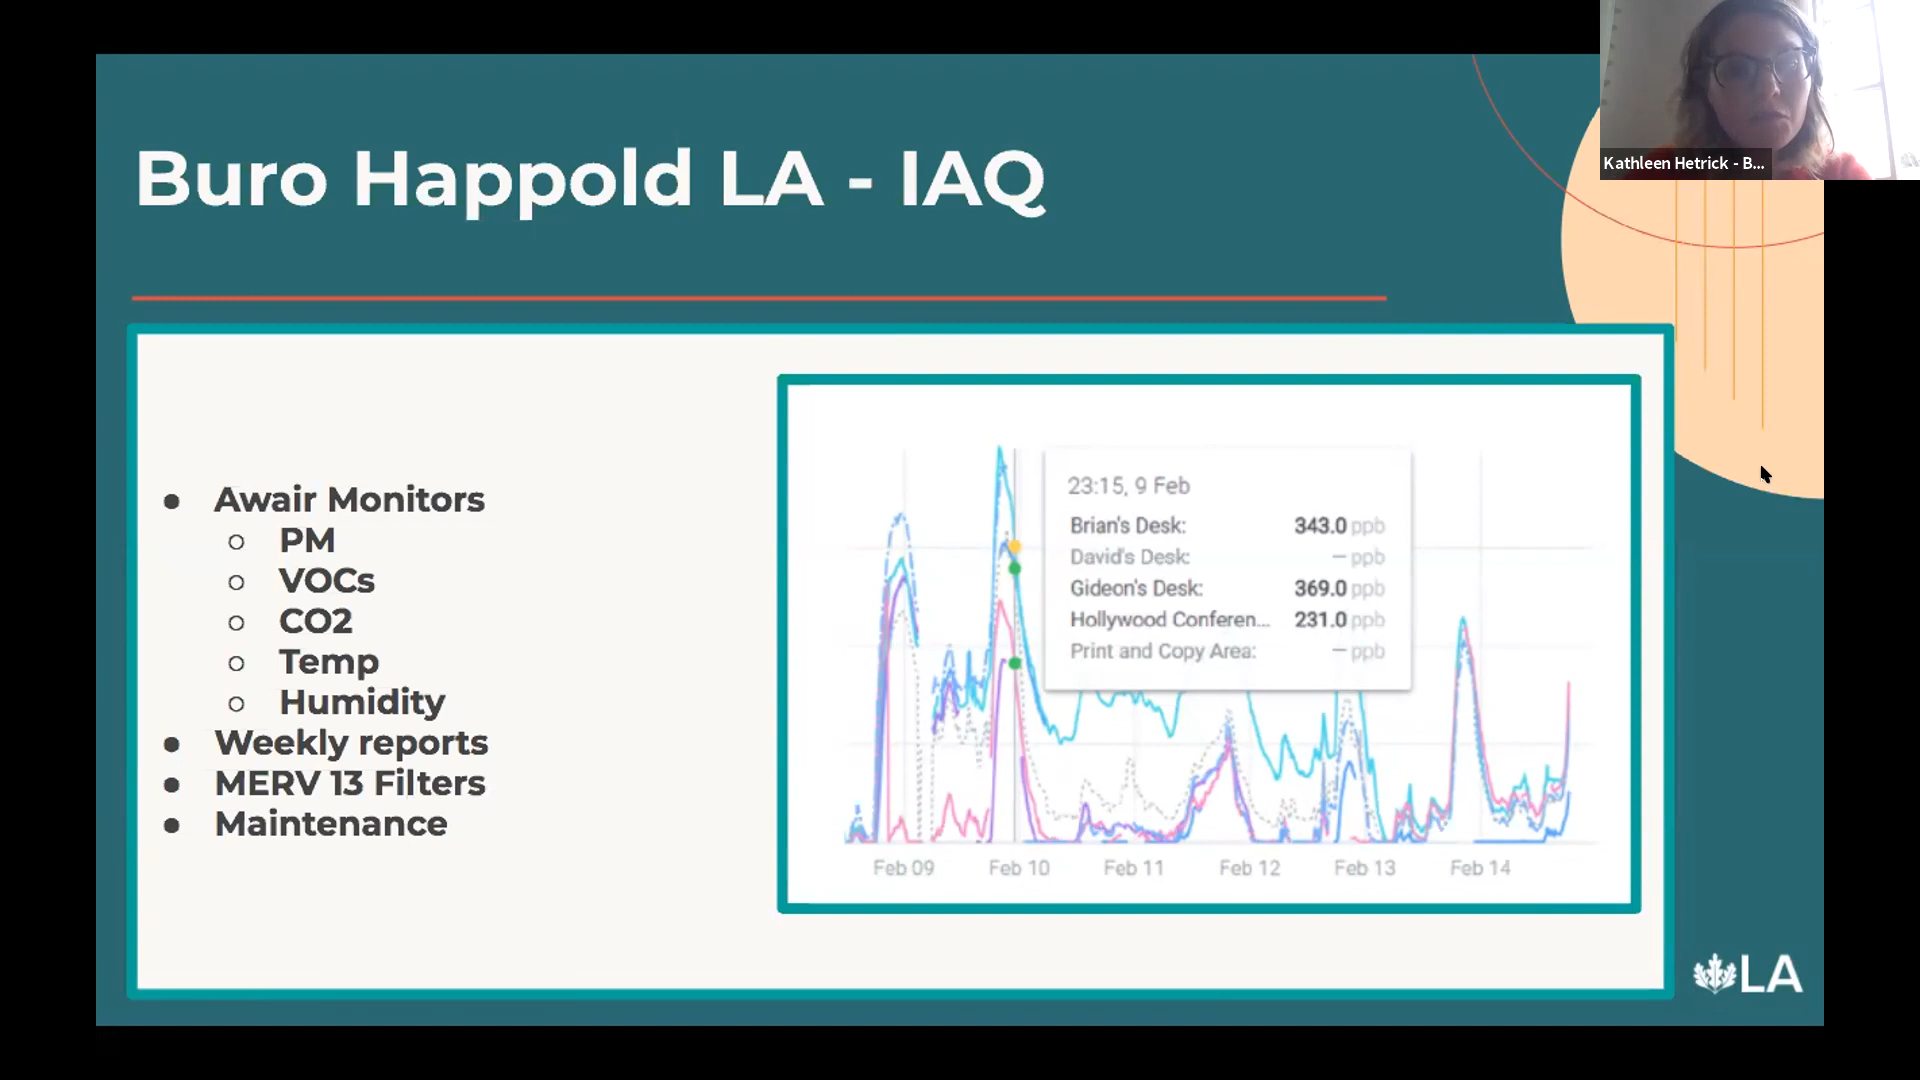 Kathleen Hetrick - B...
Buro Happold LA - IAQ
Awair Monitors
PM
VOCs
CO2
Temp
Humidity
Weekly reports
MERV 13 Filters
Maintenance
23:15, 9 Feb
Brian's Desk: 343.0 ppb
David's Desk: – ppb
Gideon's Desk: 369.0 ppb
Hollywood Conferen... 231.0 ppb
Print and Copy Area: – ppb
Feb 09 Feb 10 Feb 11 Feb 12 Feb 13 Feb 14
LA